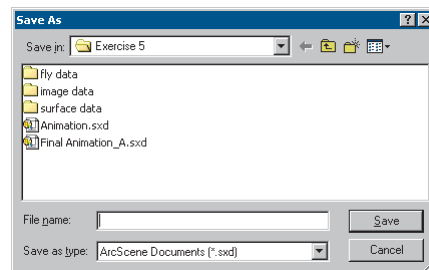 Save As
Save in: Exercise 5
fly data
image data
surface data
Animation.sxd
Final Animation_A.sxd
File name: Save
Save as type: ArcScene Documents (*.sxd) Cancel